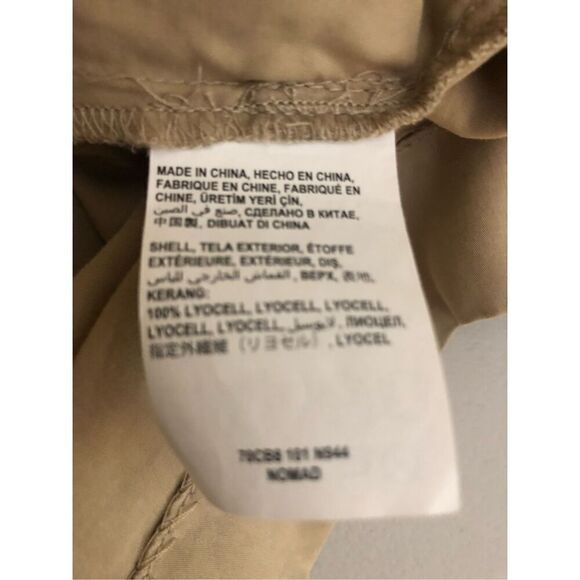 MADE IN CHINA, HECHO EN CHINA,
FABRIQUE EN CHINE, FABRIQUÉ EN
CHINE, ÜRETİM YERİ ÇİN,
صنع في الصين, СДЕЛАНО В КИТАЕ,
中国製, DIBUAT DI CHINA
SHELL, TELA EXTERIOR, ÉTOFFE
EXTÉRIEURE, EXTÉRIEUR, DIŞ,
القماش الخارجي للباس, ВЕРХ, 表地,
KERANG:
100% LYOCELL, LYOCELL, LYOCELL,
LYOCELL, LYOCELL, لايوسيل, ЛИОЦЕЛ,
指定外繊維 (リヨセル), LYOCEL
NOMAD